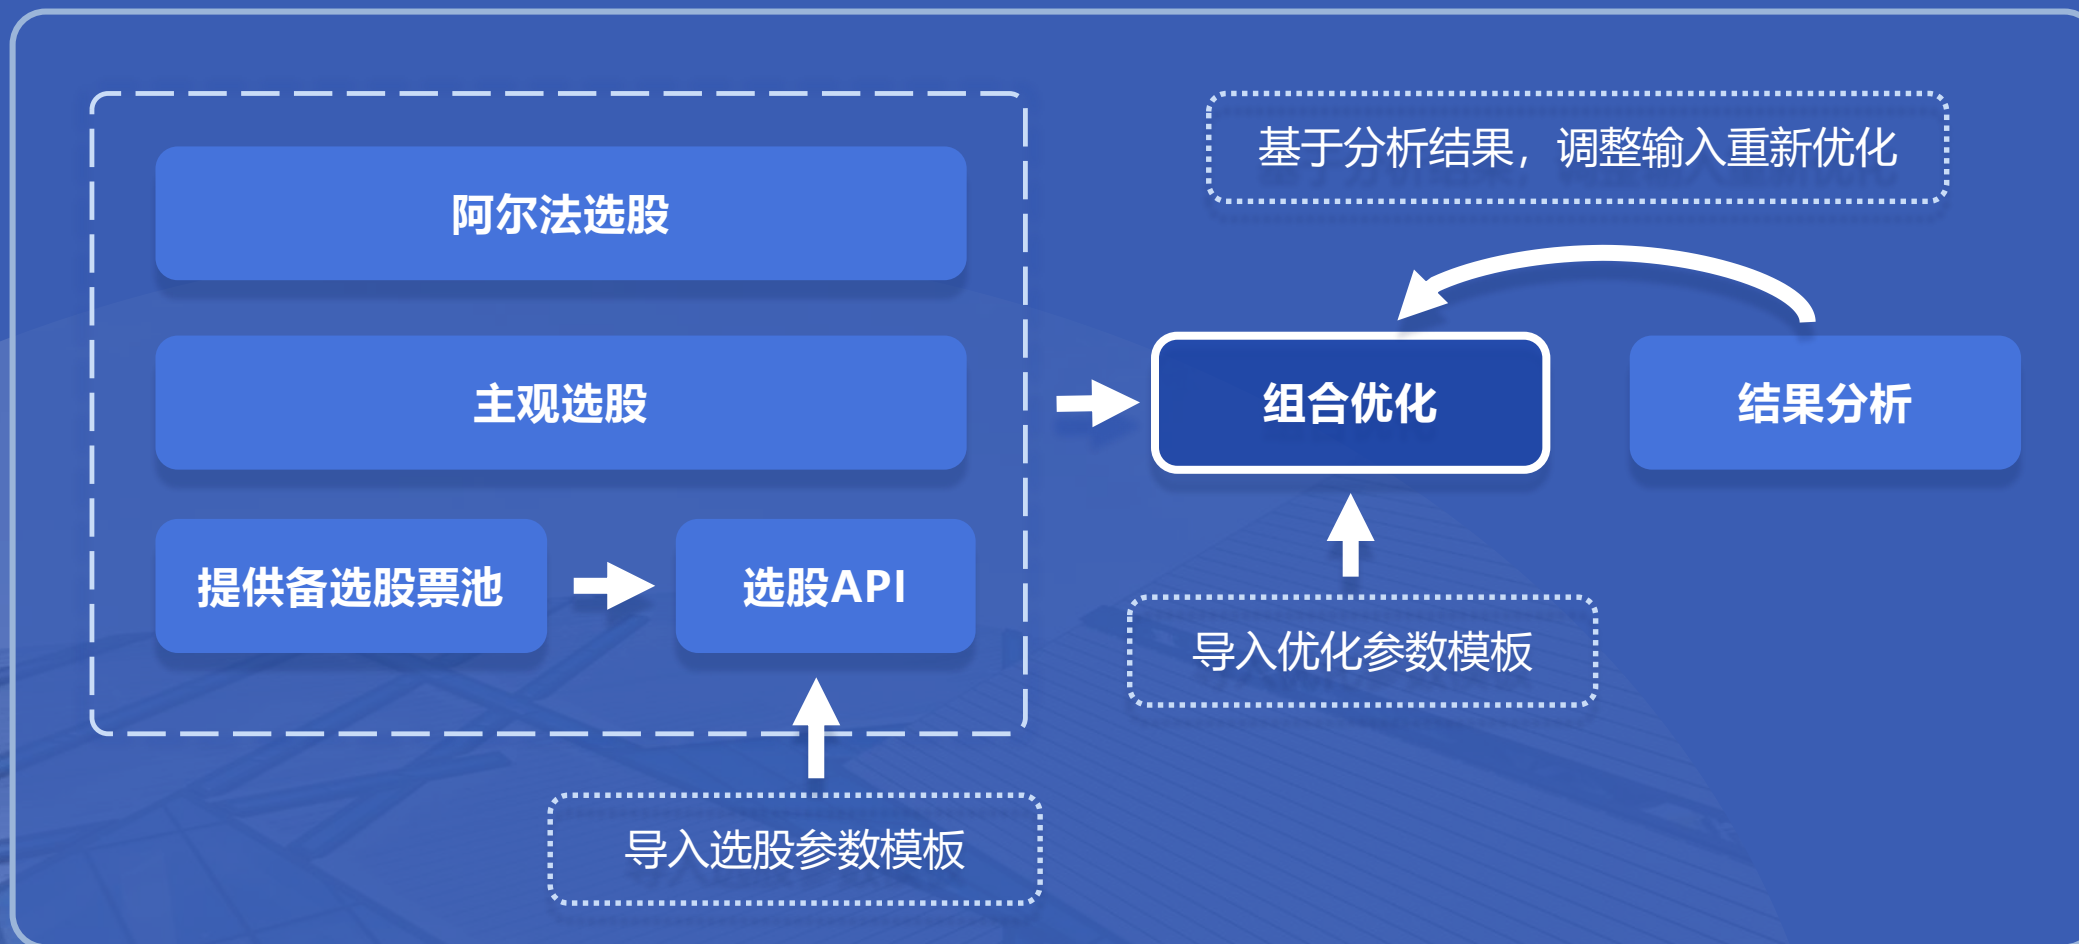 基于分析结果，调整输入重新优化
阿尔法选股
主观选股
组合优化
结果分析
提供备选股票池
选股API
导入优化参数模板
导入选股参数模板